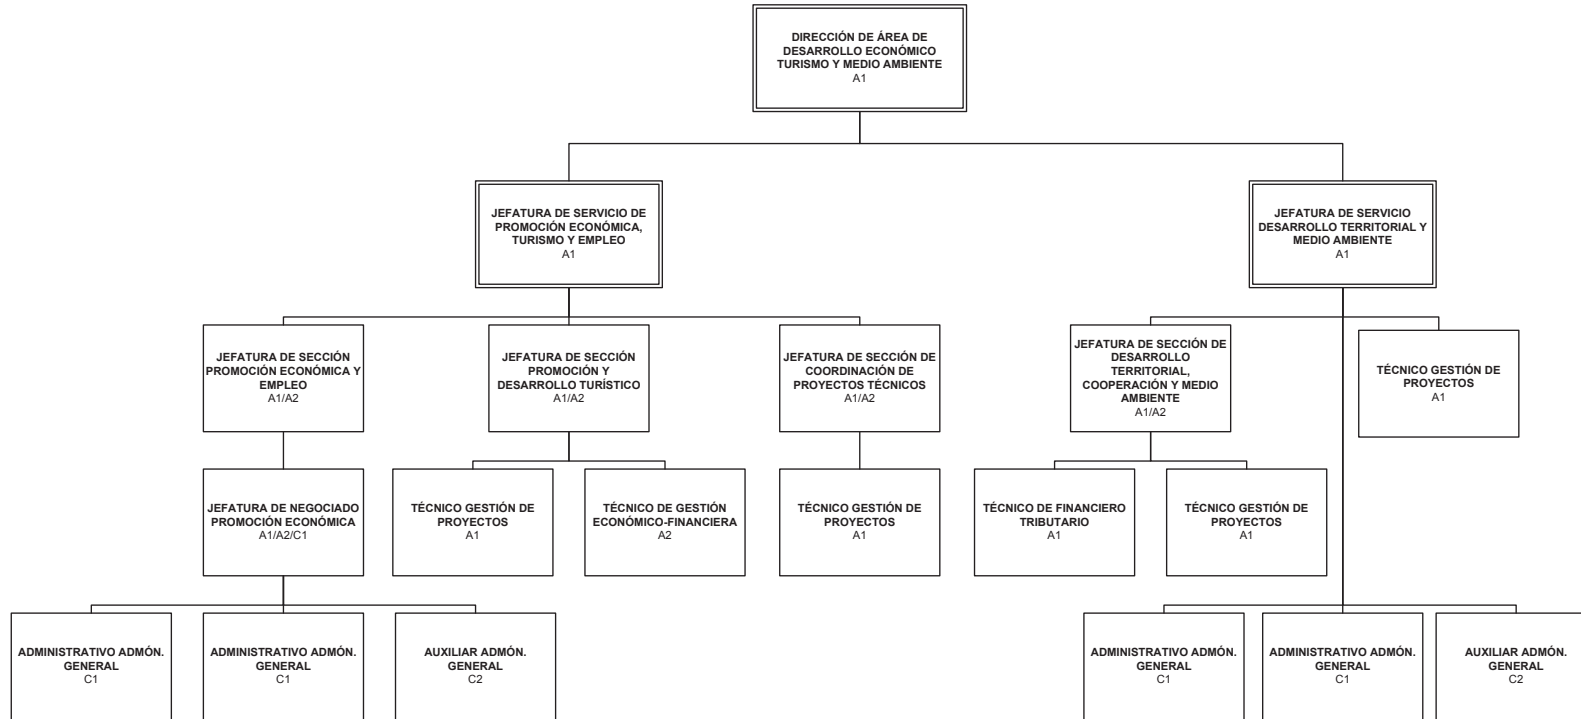 DIRECCIÓN DE ÁREA DE
DESARROLLO ECONÓMICO
TURISMO Y MEDIO AMBIENTE
A1
JEFATURA DE SERVICIO DE
PROMOCIÓN ECONÓMICA,
TURISMO Y EMPLEO
A1
JEFATURA DE SERVICIO
DESARROLLO TERRITORIAL Y
MEDIO AMBIENTE
A1
JEFATURA DE SECCIÓN
PROMOCIÓN ECONÓMICA Y
EMPLEO
A1/A2
JEFATURA DE SECCIÓN
PROMOCIÓN Y
DESARROLLO TURÍSTICO
A1/A2
JEFATURA DE SECCIÓN DE
COORDINACIÓN DE
PROYECTOS TÉCNICOS
A1/A2
JEFATURA DE SECCIÓN DE
DESARROLLO
TERRITORIAL,
COOPERACIÓN Y MEDIO
AMBIENTE
A1/A2
TÉCNICO GESTIÓN DE
PROYECTOS
A1
JEFATURA DE NEGOCIADO
PROMOCIÓN ECONÓMICA
A1/A2/C1
TÉCNICO GESTIÓN DE
PROYECTOS
A1
TÉCNICO DE GESTIÓN
ECONÓMICO-FINANCIERA
A2
TÉCNICO GESTIÓN DE
PROYECTOS
A1
TÉCNICO DE FINANCIERO
TRIBUTARIO
A1
TÉCNICO GESTIÓN DE
PROYECTOS
A1
ADMINISTRATIVO ADMÓN.
GENERAL
C1
ADMINISTRATIVO ADMÓN.
GENERAL
C1
AUXILIAR ADMÓN.
GENERAL
C2
ADMINISTRATIVO ADMÓN.
GENERAL
C1
ADMINISTRATIVO ADMÓN.
GENERAL
C1
AUXILIAR ADMÓN.
GENERAL
C2